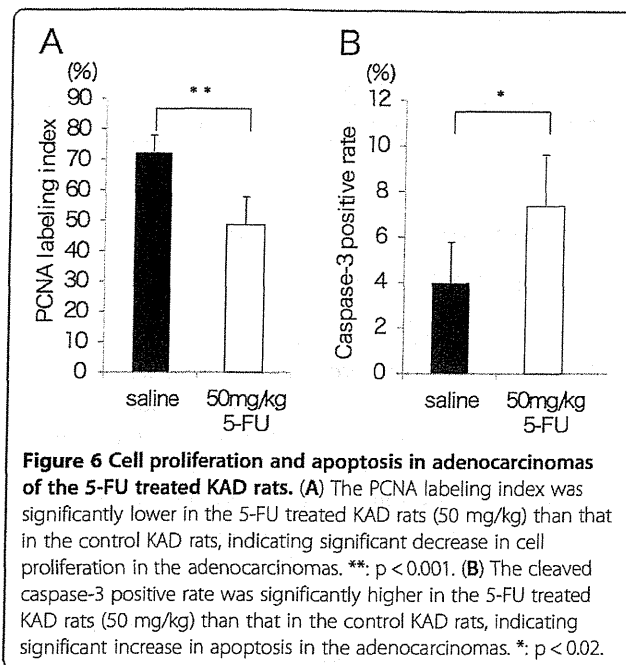 A
B
(%)
(%)
PCNA labeling index
90
80
70
60
50
40
30
20
10
0
**
saline
50mg/kg
5-FU
Caspase-3 positive rate
12
10
8
6
4
2
0
*
saline
50mg/kg
5-FU
Figure 6 Cell proliferation and apoptosis in adenocarcinomas
of the 5-FU treated KAD rats. (A) The PCNA labeling index was
significantly lower in the 5-FU treated KAD rats (50 mg/kg) than that
in the control KAD rats, indicating significant decrease in cell
proliferation in the adenocarcinomas. **: p < 0.001. (B) The cleaved
caspase-3 positive rate was significantly higher in the 5-FU treated
KAD rats (50 mg/kg) than that in the control KAD rats, indicating
significant increase in apoptosis in the adenocarcinomas. *: p < 0.02.